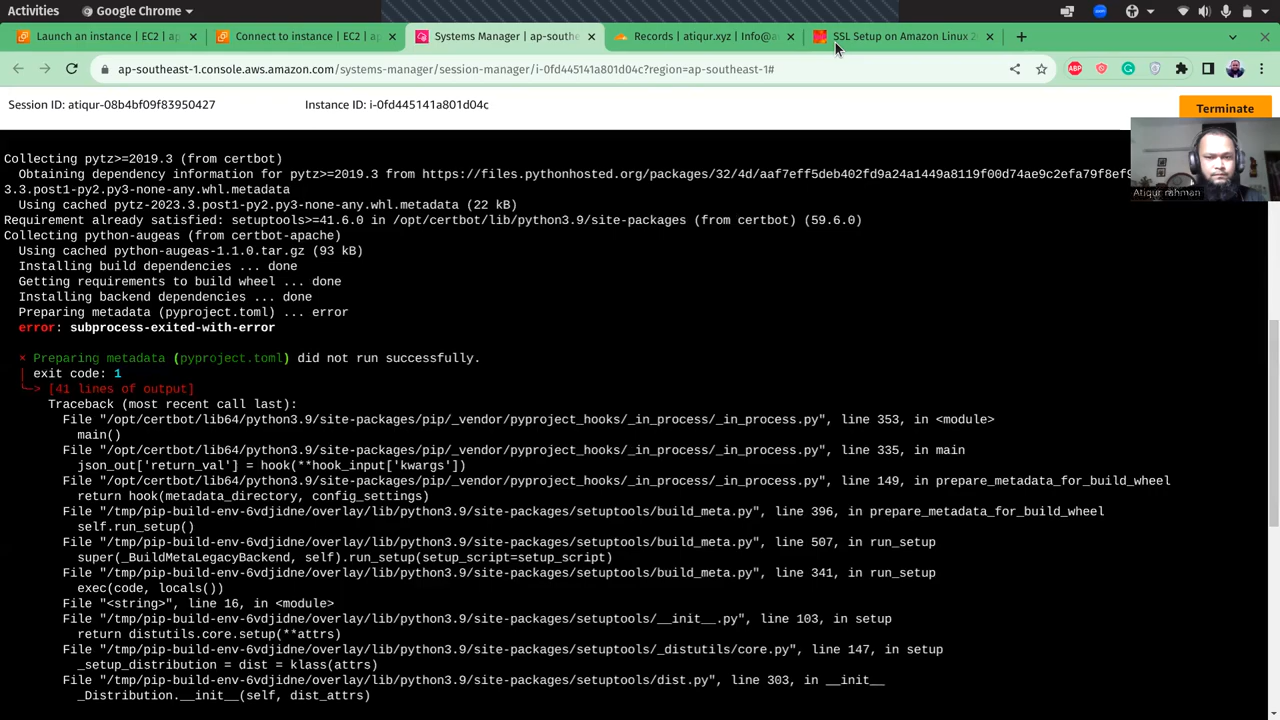 Activities
Google Chrome
Launch an instance | EC2 | ap
Connect to instance | EC2 | ap
Systems Manager | ap-southe
Records | atiqur.xyz | Info@a
SSL Setup on Amazon Linux 2
ap-southeast-1.console.aws.amazon.com/systems-manager/session-manager/i-0fd445141a801d04c?region=ap-southeast-1#
Session ID: atiqur-08b4bf09f83950427
Instance ID: i-0fd445141a801d04c
Terminate
Atiqur rahman
Collecting pytz>=2019.3 (from certbot)
Obtaining dependency information for pytz>=2019.3 from https://files.pythonhosted.org/packages/32/4d/aaf7eff5deb402fd9a24a1449a8119f00d74ae9c2efa79f8ef9
3.3.post1-py2.py3-none-any.whl.metadata
Using cached pytz-2023.3.post1-py2.py3-none-any.whl.metadata (22 kB)
Requirement already satisfied: setuptools>=41.6.0 in /opt/certbot/lib/python3.9/site-packages (from certbot) (59.6.0)
Collecting python-augeas (from certbot-apache)
Using cached python-augeas-1.1.0.tar.gz (93 kB)
Installing build dependencies ... done
Getting requirements to build wheel ... done
Installing backend dependencies ... done
Preparing metadata (pyproject.toml) ... error
error: subprocess-exited-with-error
× Preparing metadata (pyproject.toml) did not run successfully.
│ exit code: 1
╰─> [41 lines of output]
Traceback (most recent call last):
File "/opt/certbot/lib64/python3.9/site-packages/pip/_vendor/pyproject_hooks/_in_process/_in_process.py", line 353, in <module>
main()
File "/opt/certbot/lib64/python3.9/site-packages/pip/_vendor/pyproject_hooks/_in_process/_in_process.py", line 335, in main
json_out['return_val'] = hook(**hook_input['kwargs'])
File "/opt/certbot/lib64/python3.9/site-packages/pip/_vendor/pyproject_hooks/_in_process/_in_process.py", line 149, in prepare_metadata_for_build_wheel
return hook(metadata_directory, config_settings)
File "/tmp/pip-build-env-6vdjidne/overlay/lib/python3.9/site-packages/setuptools/build_meta.py", line 396, in prepare_metadata_for_build_wheel
self.run_setup()
File "/tmp/pip-build-env-6vdjidne/overlay/lib/python3.9/site-packages/setuptools/build_meta.py", line 507, in run_setup
super(_BuildMetaLegacyBackend, self).run_setup(setup_script=setup_script)
File "/tmp/pip-build-env-6vdjidne/overlay/lib/python3.9/site-packages/setuptools/build_meta.py", line 341, in run_setup
exec(code, locals())
File "<string>", line 16, in <module>
File "/tmp/pip-build-env-6vdjidne/overlay/lib/python3.9/site-packages/setuptools/__init__.py", line 103, in setup
return distutils.core.setup(**attrs)
File "/tmp/pip-build-env-6vdjidne/overlay/lib/python3.9/site-packages/setuptools/_distutils/core.py", line 147, in setup
_setup_distribution = dist = klass(attrs)
File "/tmp/pip-build-env-6vdjidne/overlay/lib/python3.9/site-packages/setuptools/dist.py", line 303, in __init__
_Distribution.__init__(self, dist_attrs)